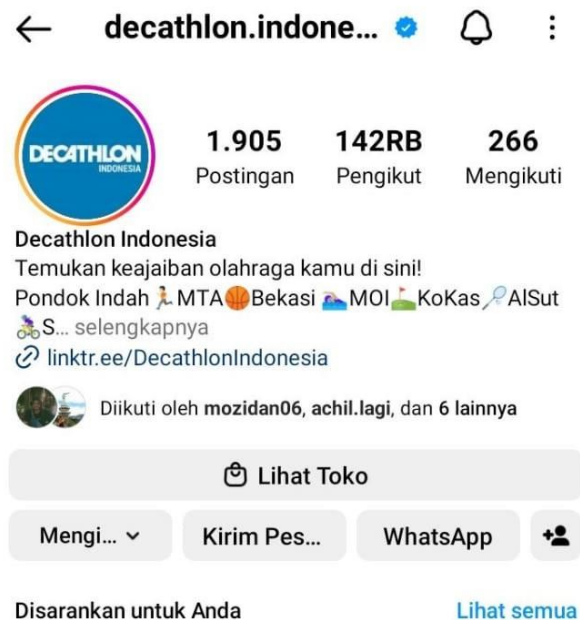 decathlon.indone...
DECATHLON
INDONESIA
1.905 142RB 266
Postingan Pengikut Mengikuti
Decathlon Indonesia
Temukan keajaiban olahraga kamu di sini!
Pondok Indah🏃MTA🏀Bekasi🏊‍♀️MOI⛳KoKas🏸AlSut
🚴‍♀️S... selengkapnya
linktr.ee/DecathlonIndonesia
Diikuti oleh mozidan06, achil.lagi, dan 6 lainnya
Lihat Toko
Mengi... Kirim Pes... WhatsApp
Disarankan untuk Anda Lihat semua